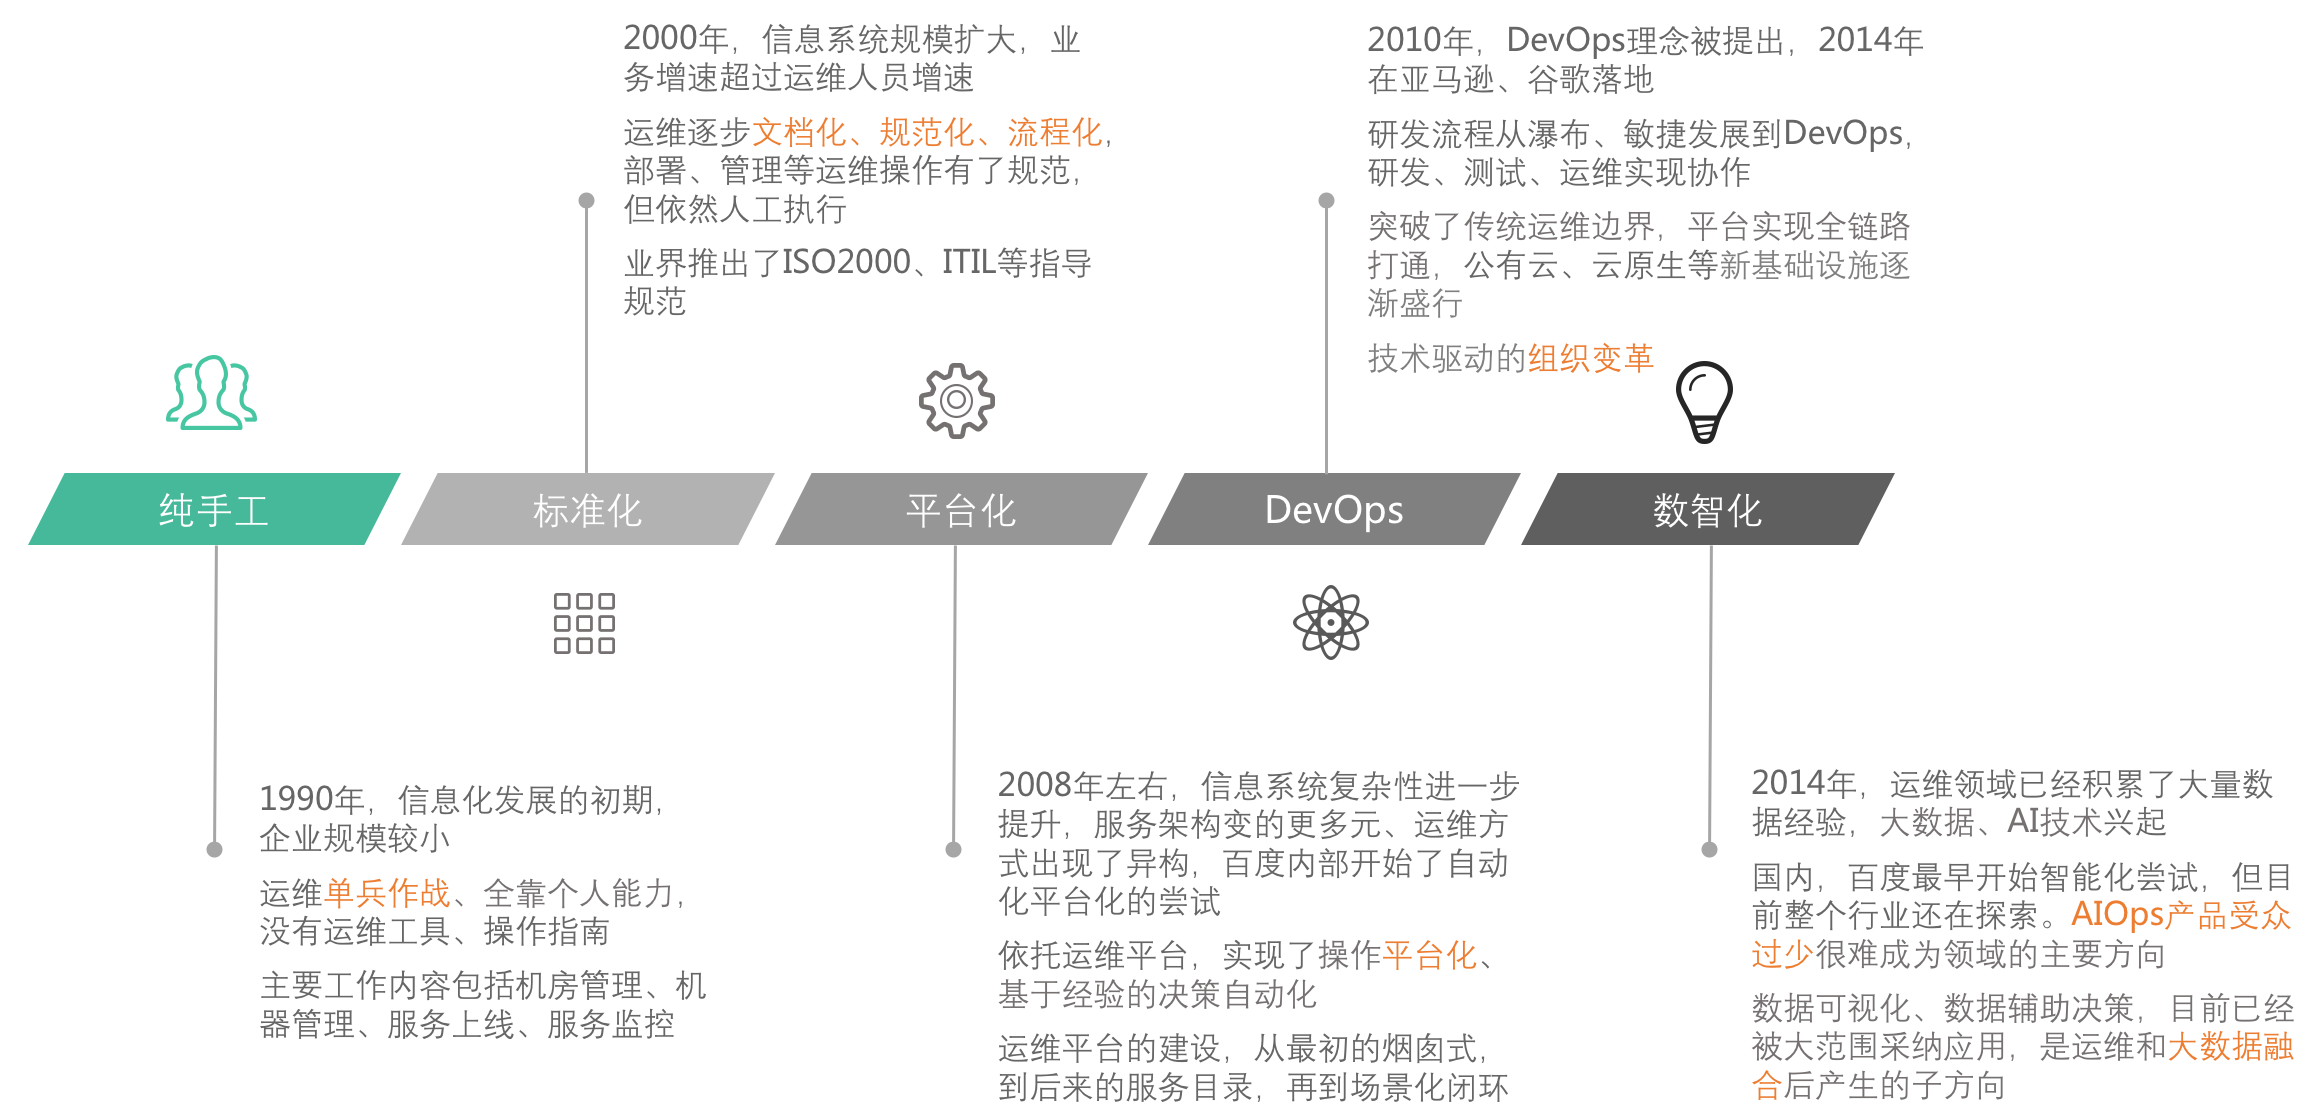 2000年，信息系统规模扩大，业
务增速超过运维人员增速
运维逐步文档化、规范化、流程化，
部署、管理等运维操作有了规范，
但依然人工执行
业界推出了ISO2000、ITIL等指导
规范
2010年，DevOps理念被提出，2014年
在亚马逊、谷歌落地
研发流程从瀑布、敏捷发展到DevOps，
研发、测试、运维实现协作
突破了传统运维边界，平台实现全链路
打通，公有云、云原生等新基础设施逐
渐盛行
技术驱动的组织变革
纯手工
标准化
平台化
DevOps
数智化
1990年，信息化发展的初期，
企业规模较小
运维单兵作战、全靠个人能力，
没有运维工具、操作指南
主要工作内容包括机房管理、机
器管理、服务上线、服务监控
2008年左右，信息系统复杂性进一步
提升，服务架构变的更多元、运维方
式出现了异构，百度内部开始了自动
化平台化的尝试
依托运维平台，实现了操作平台化、
基于经验的决策自动化
运维平台的建设，从最初的烟囱式，
到后来的服务目录，再到场景化闭环
2014年，运维领域已经积累了大量数
据经验，大数据、AI技术兴起
国内，百度最早开始智能化尝试，但目
前整个行业还在探索。AIOps产品受众
过少很难成为领域的主要方向
数据可视化、数据辅助决策，目前已经
被大范围采纳应用，是运维和大数据融
合后产生的子方向